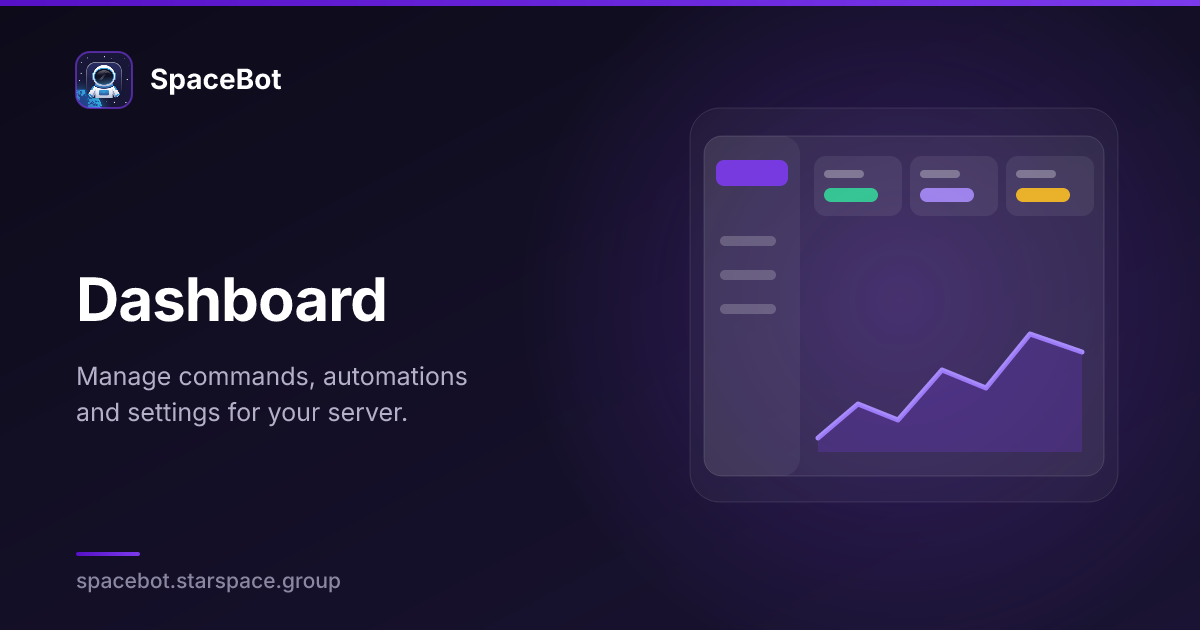 SpaceBot
Dashboard
Manage commands, automations
and settings for your server.
spacebot.starspace.group